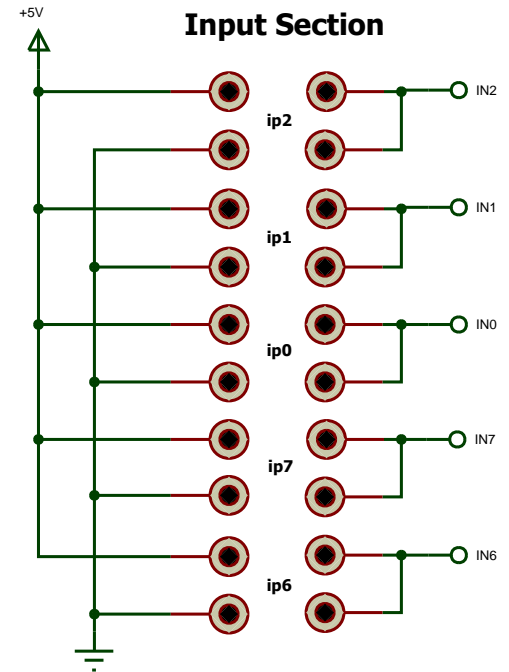 +5V
Input Section
IN2
ip2
IN1
ip1
IN0
ip0
IN7
ip7
IN6
ip6